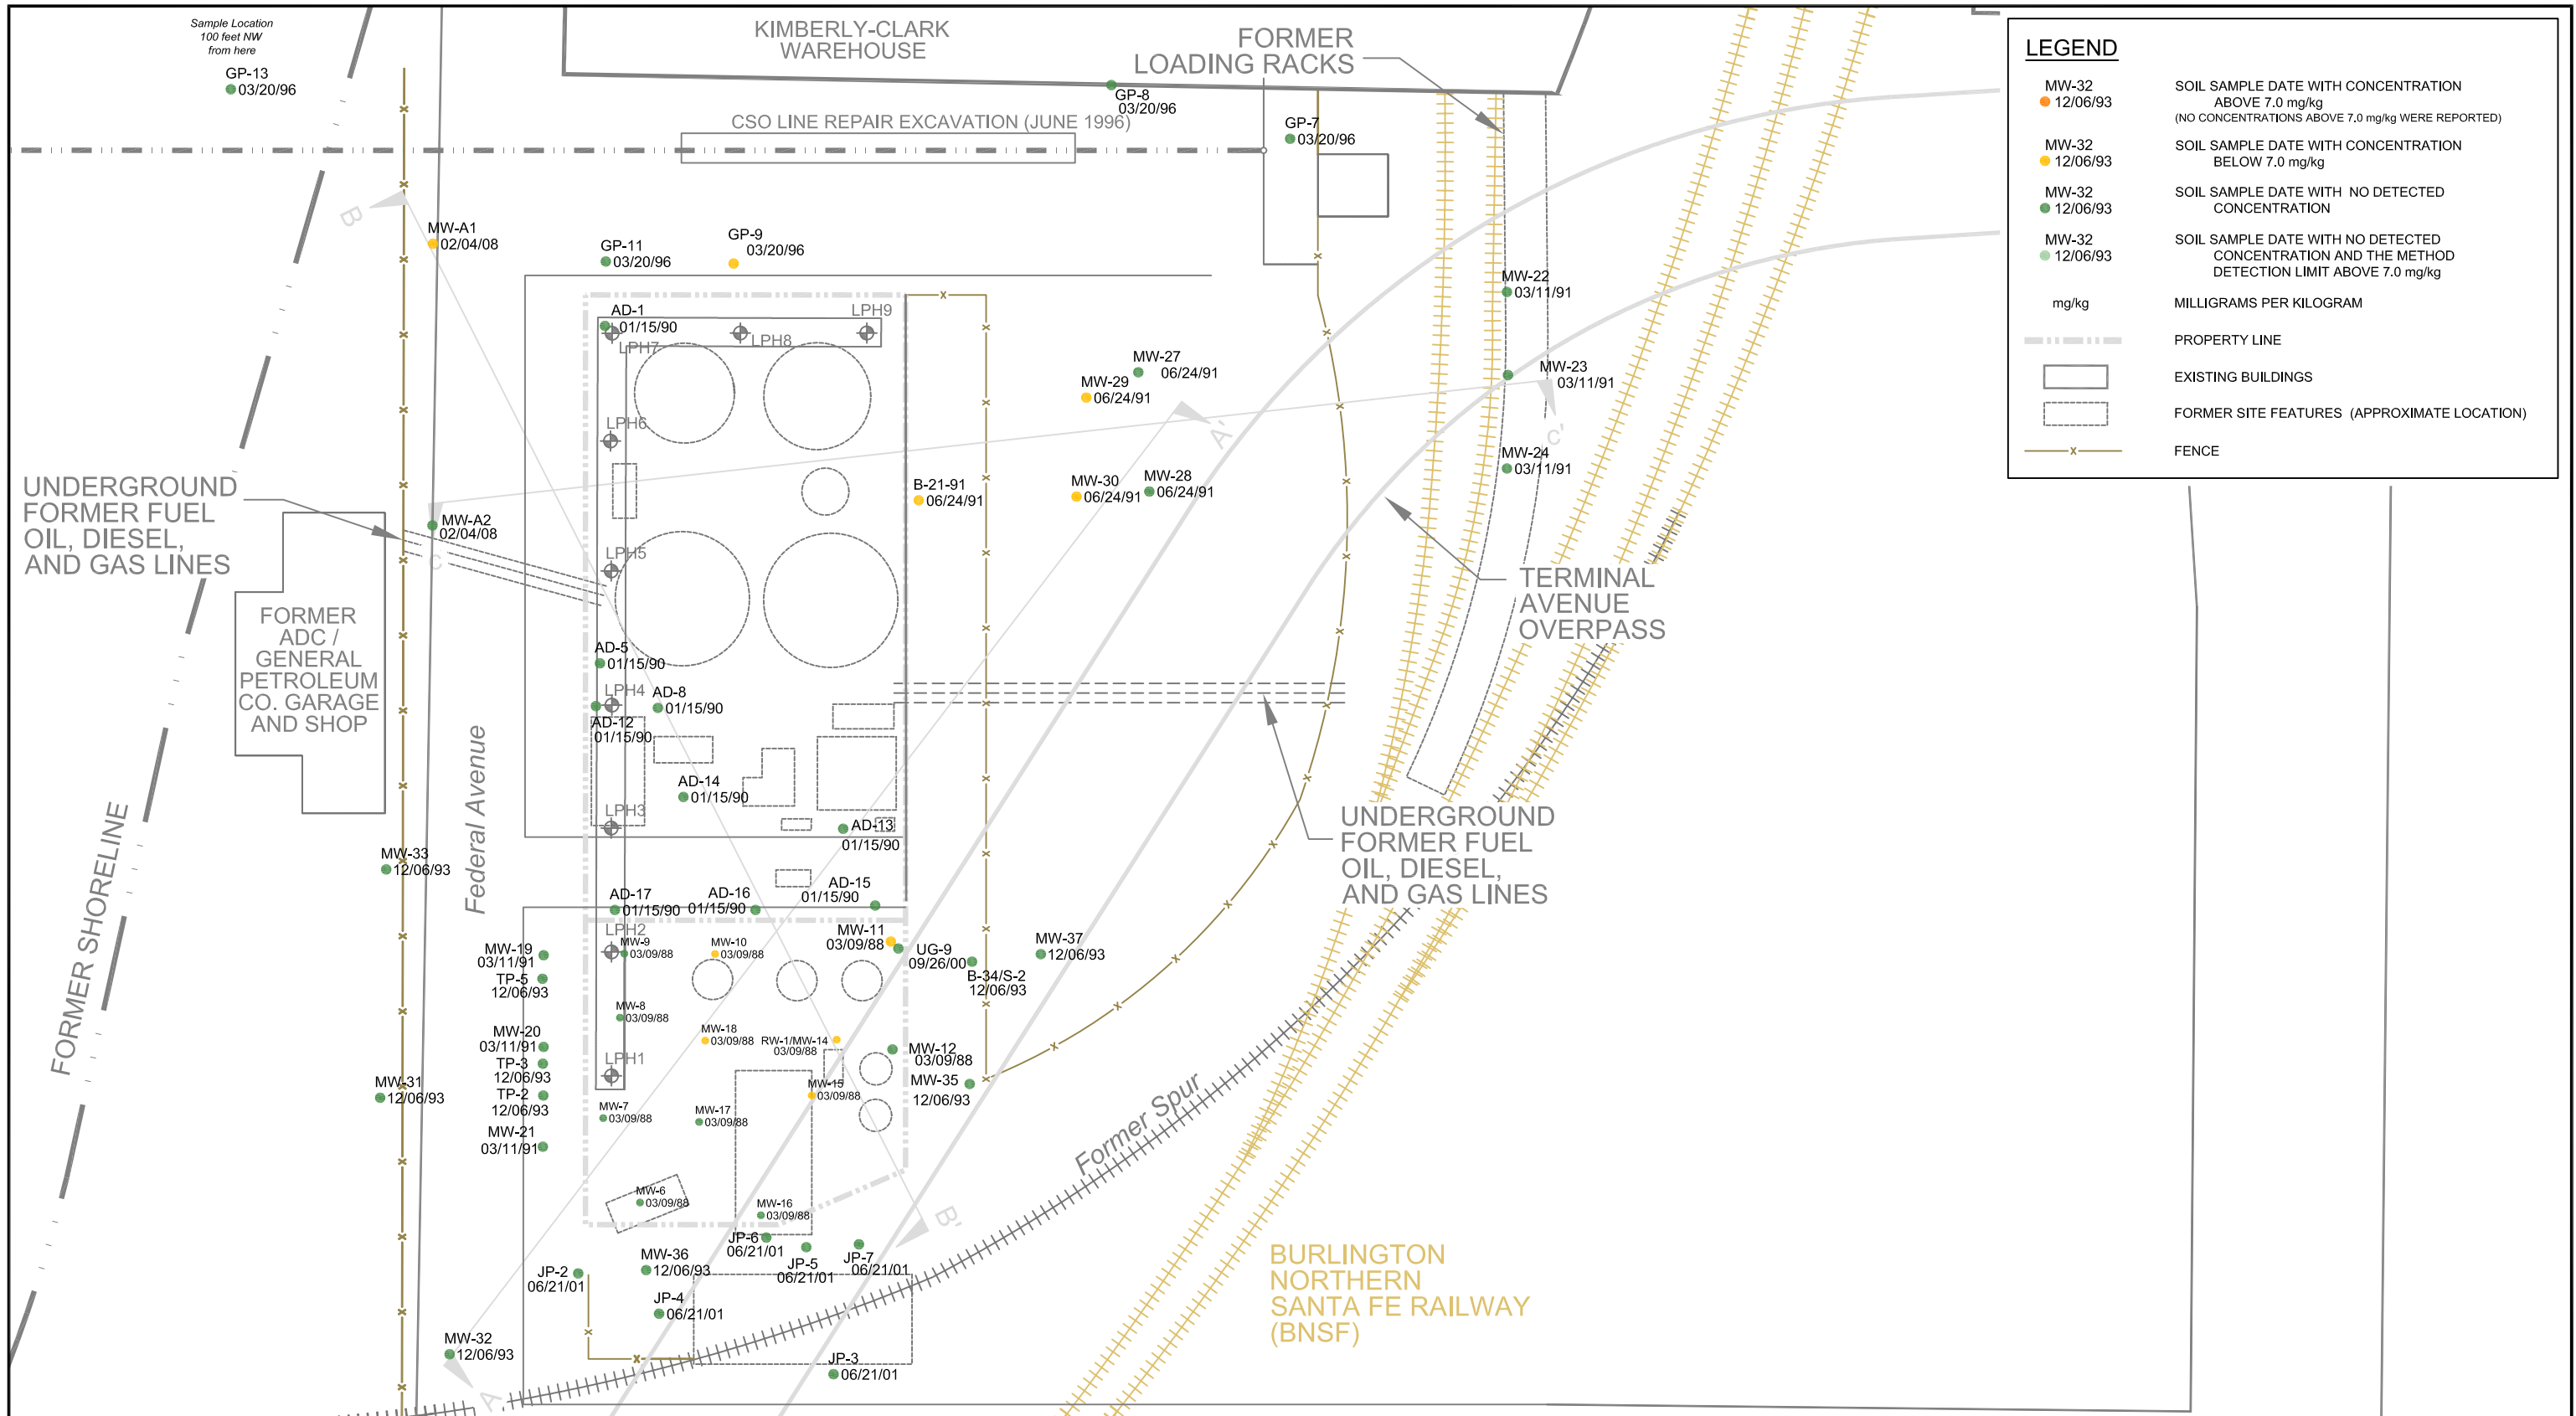 Sample Location
100 feet NW
from here
GP-13
03/20/96
KIMBERLY-CLARK
WAREHOUSE
FORMER
LOADING RACKS
GP-8
03/20/96
CSO LINE REPAIR EXCAVATION (JUNE 1996)
GP-7
03/20/96
LEGEND
MW-32
12/06/93
SOIL SAMPLE DATE WITH CONCENTRATION
ABOVE 7.0 mg/kg
(NO CONCENTRATIONS ABOVE 7.0 mg/kg WERE REPORTED)
MW-32
12/06/93
SOIL SAMPLE DATE WITH CONCENTRATION
BELOW 7.0 mg/kg
MW-32
12/06/93
SOIL SAMPLE DATE WITH NO DETECTED
CONCENTRATION
MW-32
12/06/93
SOIL SAMPLE DATE WITH NO DETECTED
CONCENTRATION AND THE METHOD
DETECTION LIMIT ABOVE 7.0 mg/kg
mg/kg
MILLIGRAMS PER KILOGRAM
PROPERTY LINE
EXISTING BUILDINGS
FORMER SITE FEATURES (APPROXIMATE LOCATION)
X
FENCE
B
MW-A1
02/04/08
GP-11
03/20/96
GP-9
03/20/96
MW-22
03/11/91
AD-1
01/15/90
LPH7
LPH8
LPH9
MW-27
06/24/91
MW-29
06/24/91
MW-23
03/11/91
A'
C'
LPH6
MW-24
03/11/91
B-21-91
06/24/91
MW-30
06/24/91
MW-28
06/24/91
UNDERGROUND
FORMER FUEL
OIL, DIESEL,
AND GAS LINES
MW-A2
02/04/08
C
LPH5
TERMINAL
AVENUE
OVERPASS
FORMER
ADC /
GENERAL
PETROLEUM
CO. GARAGE
AND SHOP
AD-5
01/15/90
LPH4
AD-8
01/15/90
AD-12
01/15/90
Federal Avenue
AD-14
01/15/90
LPH3
AD-13
01/15/90
UNDERGROUND
FORMER FUEL
OIL, DIESEL,
AND GAS LINES
FORMER SHORELINE
MW-33
12/06/93
AD-17
01/15/90
AD-16
01/15/90
AD-15
01/15/90
LPH2
MW-9
03/09/88
MW-10
03/09/88
MW-11
03/09/88
UG-9
09/26/00
MW-37
12/06/93
B-34/S-2
12/06/93
MW-19
03/11/91
TP-5
12/06/93
MW-8
03/09/88
MW-20
03/11/91
TP-3
12/06/93
TP-2
12/06/93
MW-18
03/09/88
RW-1/MW-14
03/09/88
MW-12
03/09/88
LPH1
MW-31
12/06/93
MW-15
03/09/88
MW-35
12/06/93
MW-7
03/09/88
MW-17
03/09/88
MW-21
03/11/91
Former Spur
MW-6
03/09/88
MW-16
03/09/88
B'
JP-6
06/21/01
JP-5
06/21/01
JP-7
06/21/01
MW-36
12/06/93
JP-2
06/21/01
JP-4
06/21/01
BURLINGTON
NORTHERN
SANTA FE RAILWAY
(BNSF)
MW-32
12/06/93
JP-3
06/21/01
A